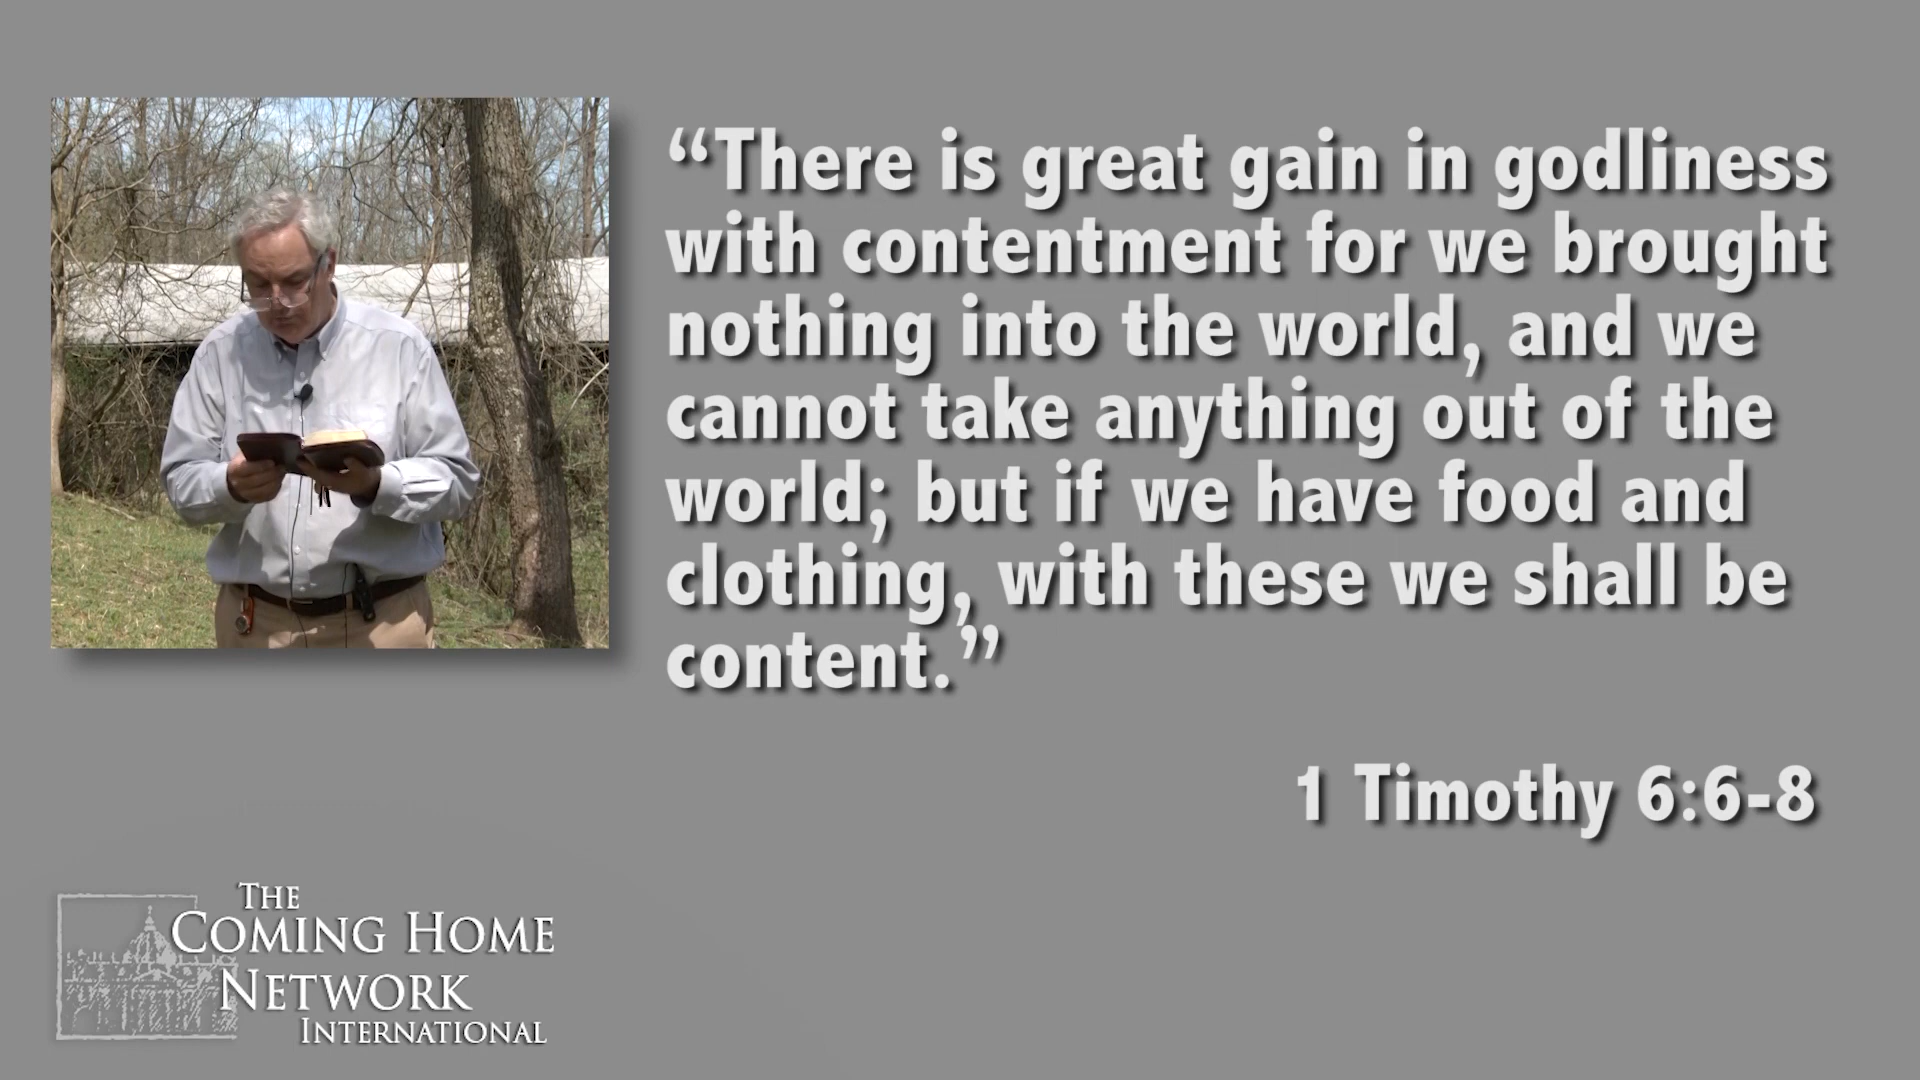 “There is great gain in godliness
with contentment for we brought
nothing into the world, and we
cannot take anything out of the
world; but if we have food and
clothing, with these we shall be
content.”
1 Timothy 6:6-8
The
Coming Home
Network
International